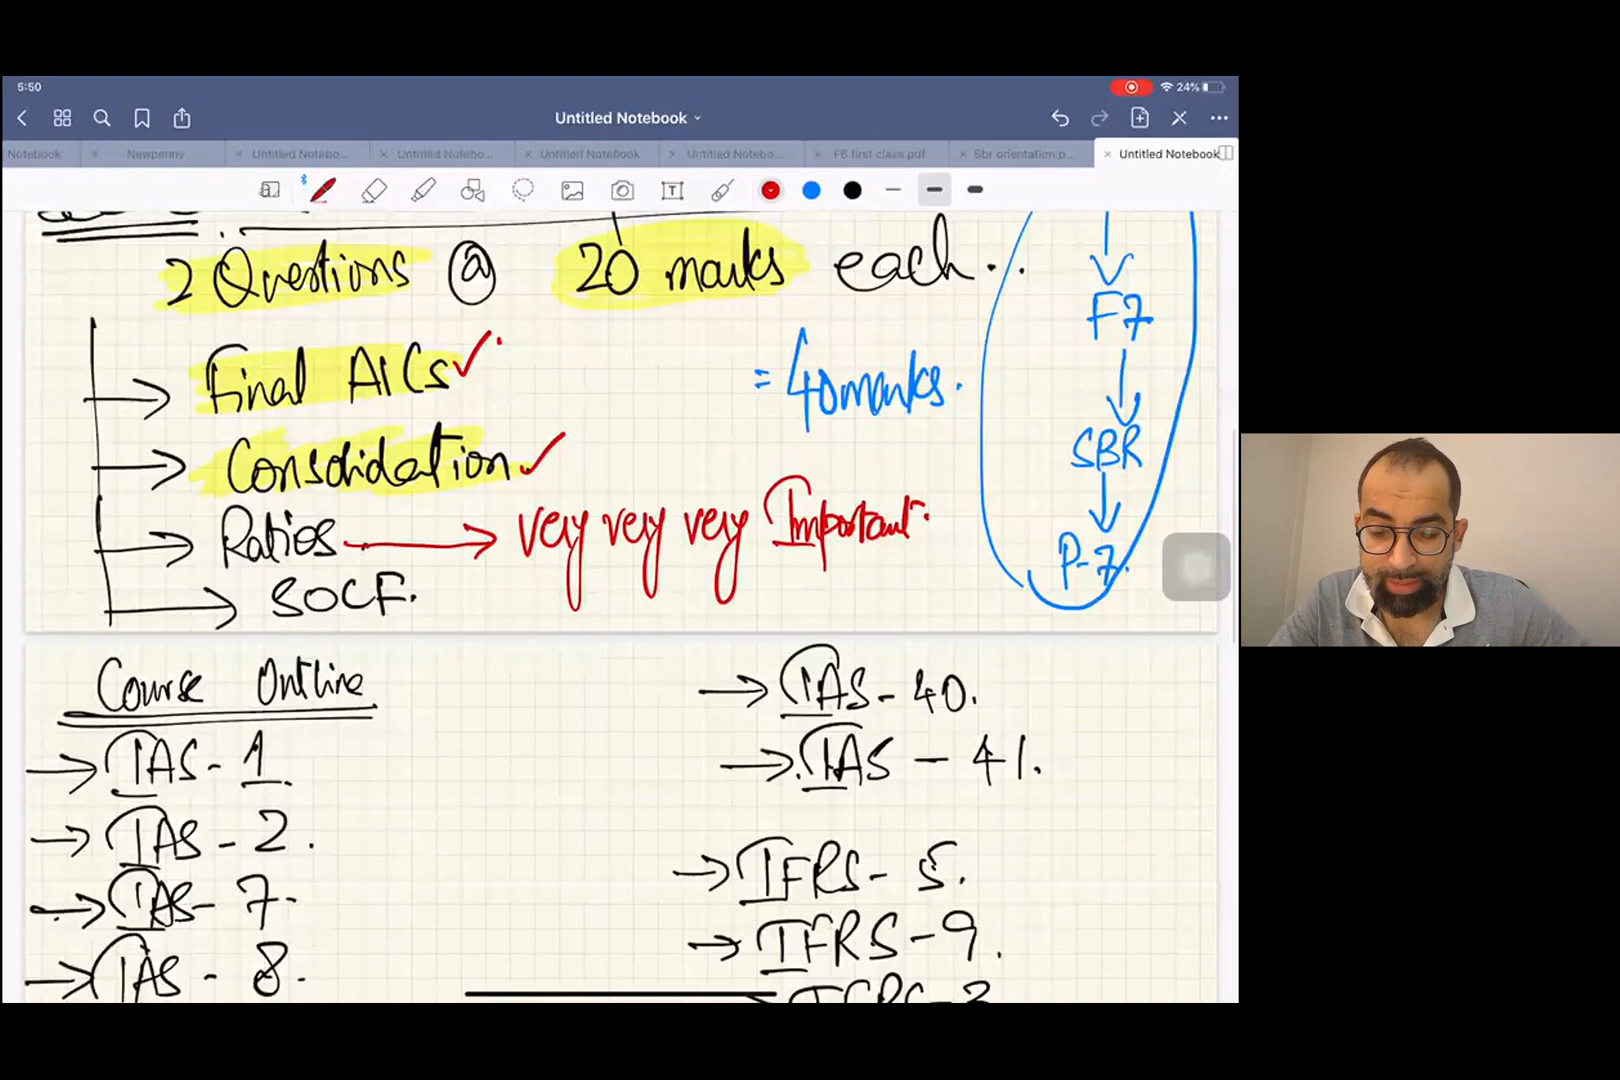 5:50
24%
Untitled Notebook
Notebook
Newpenny
Untitled Notebo...
Untitled Notebo...
Untitled Notebook
Untitled Notebo...
F6 first class.pdf
Sbr orientation.p...
Untitled Notebook
2 Questions @ 20 marks each..
Final A/Cs
= 40 marks.
Consolidation
Ratios → Very very very Important.
SOCF.
F7
SBR
P-7.
Course Outline
→ IAS - 1.
→ IAS - 2.
→ IAS - 7.
→ IAS - 8.
→ IAS - 40.
→ IAS - 41.
→ IFRS - 5.
→ IFRS - 9.